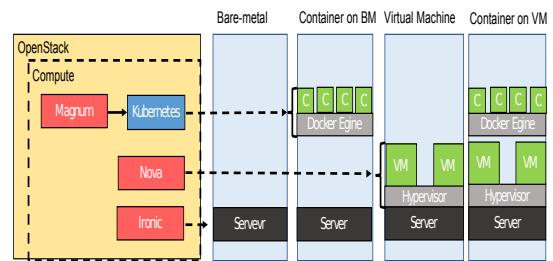 Bare-metal Container on BM Virtual Machine Container on VM
OpenStack
Compute
Magnum Kubernetes
C C C C
C C C C
Docker Egine
Docker Egine
Nova
VM VM
VM VM
Hypervisor
Hypervisor
Ironic
Servevr
Server
Server
Server